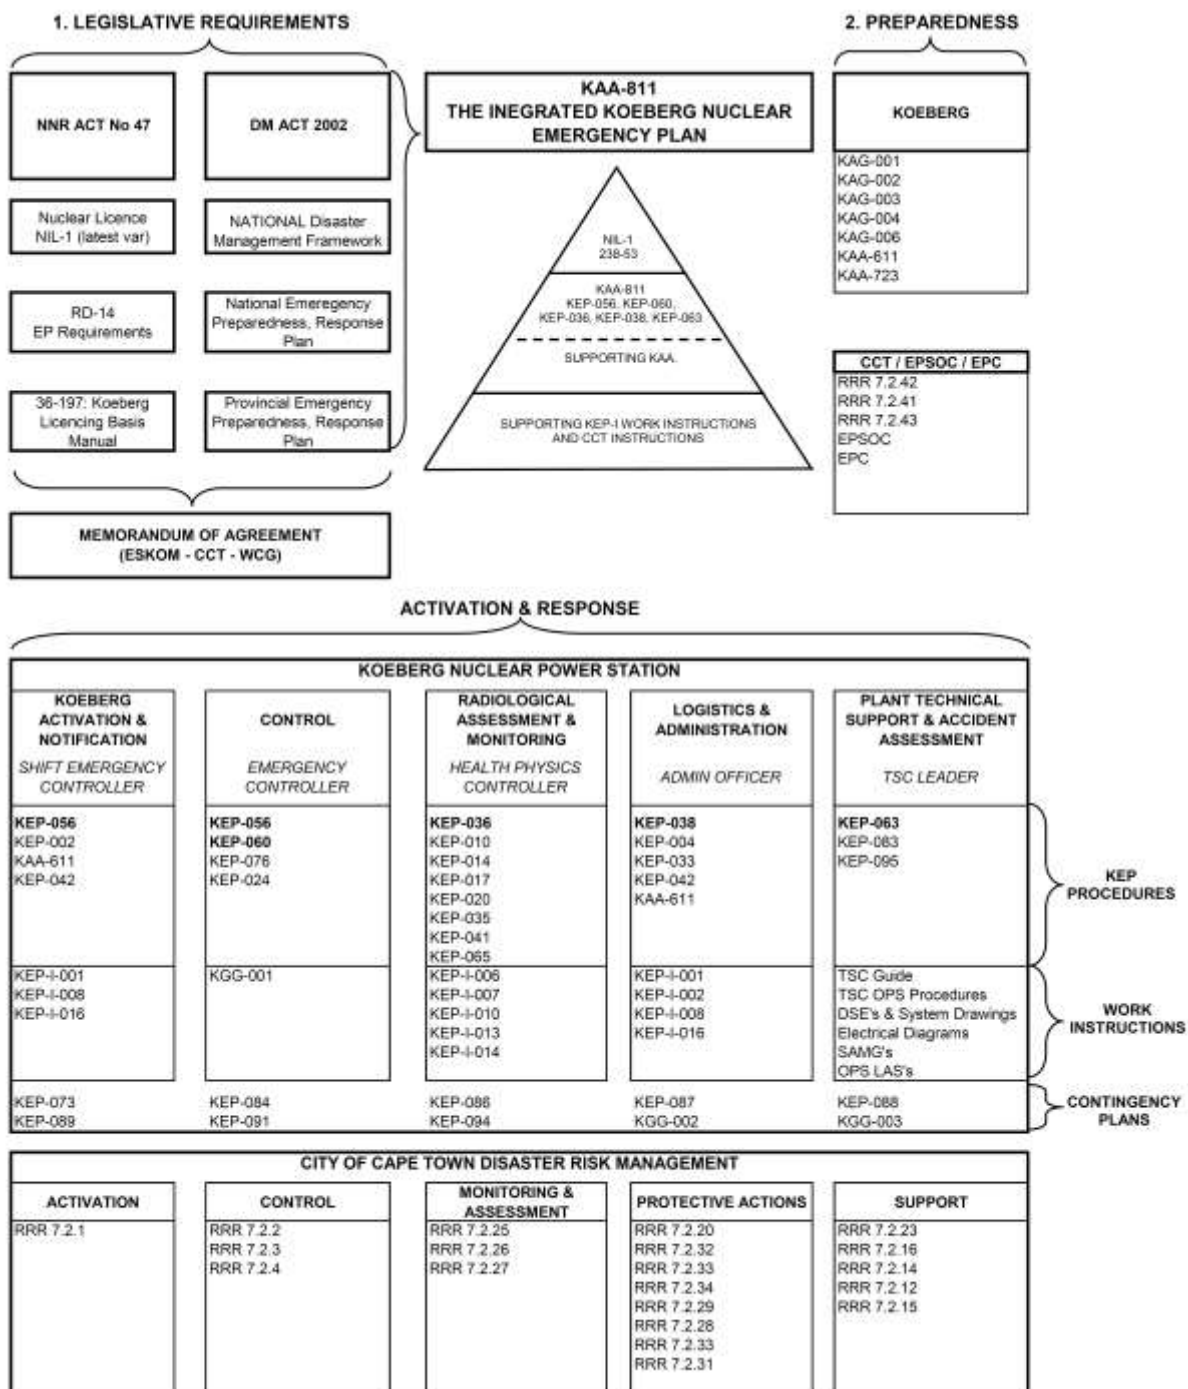 1. LEGISLATIVE REQUIREMENTS
2. PREPAREDNESS
NNR ACT No 47
DM ACT 2002
KAA-811
THE INEGRATED KOEBERG NUCLEAR
EMERGENCY PLAN
KOEBERG
KAG-001
KAG-002
KAG-003
KAG-004
KAG-006
KAA-611
KAA-723
Nuclear Licence
NIL-1 (latest var)
NATIONAL Disaster
Management Framework
RD-14
EP Requirements
National Emeregency
Preparedness, Response
Plan
36-197: Koeberg
Licencing Basis
Manual
Provincial Emergency
Preparedness, Response
Plan
NIL-1
238-53
KAA-811
KEP-056, KEP-060,
KEP-036, KEP-038, KEP-063
SUPPORTING KAA.
SUPPORTING KEP-I WORK INSTRUCTIONS
AND CCT INSTRUCTIONS
CCT / EPSOC / EPC
RRR 7.2.42
RRR 7.2.41
RRR 7.2.43
EPSOC
EPC
MEMORANDUM OF AGREEMENT
(ESKOM - CCT - WCG)
ACTIVATION & RESPONSE
KOEBERG NUCLEAR POWER STATION
KOEBERG
ACTIVATION &
NOTIFICATION
SHIFT EMERGENCY
CONTROLLER
KEP-056
KEP-002
KAA-611
KEP-042
KEP-I-001
KEP-I-008
KEP-I-016
KEP-073
KEP-089
CONTROL
EMERGENCY
CONTROLLER
KEP-056
KEP-060
KEP-076
KEP-024
KGG-001
KEP-084
KEP-091
RADIOLOGICAL
ASSESSMENT &
MONITORING
HEALTH PHYSICS
CONTROLLER
KEP-036
KEP-010
KEP-014
KEP-017
KEP-020
KEP-035
KEP-041
KEP-065
KEP-I-006
KEP-I-007
KEP-I-010
KEP-I-013
KEP-I-014
KEP-086
KEP-094
LOGISTICS &
ADMINISTRATION
ADMIN OFFICER
KEP-038
KEP-004
KEP-033
KEP-042
KAA-611
KEP-I-001
KEP-I-002
KEP-I-008
KEP-I-016
KEP-087
KGG-002
PLANT TECHNICAL
SUPPORT & ACCIDENT
ASSESSMENT
TSC LEADER
KEP-063
KEP-083
KEP-095
TSC Guide
TSC OPS Procedures
DSE's & System Drawings
Electrical Diagrams
SAMG's
OPS LAS's
KEP-088
KGG-003
KEP
PROCEDURES
WORK
INSTRUCTIONS
CONTINGENCY
PLANS
CITY OF CAPE TOWN DISASTER RISK MANAGEMENT
ACTIVATION
RRR 7.2.1
CONTROL
RRR 7.2.2
RRR 7.2.3
RRR 7.2.4
MONITORING &
ASSESSMENT
RRR 7.2.25
RRR 7.2.26
RRR 7.2.27
PROTECTIVE ACTIONS
RRR 7.2.20
RRR 7.2.32
RRR 7.2.33
RRR 7.2.34
RRR 7.2.29
RRR 7.2.28
RRR 7.2.33
RRR 7.2.31
SUPPORT
RRR 7.2.23
RRR 7.2.16
RRR 7.2.14
RRR 7.2.12
RRR 7.2.15